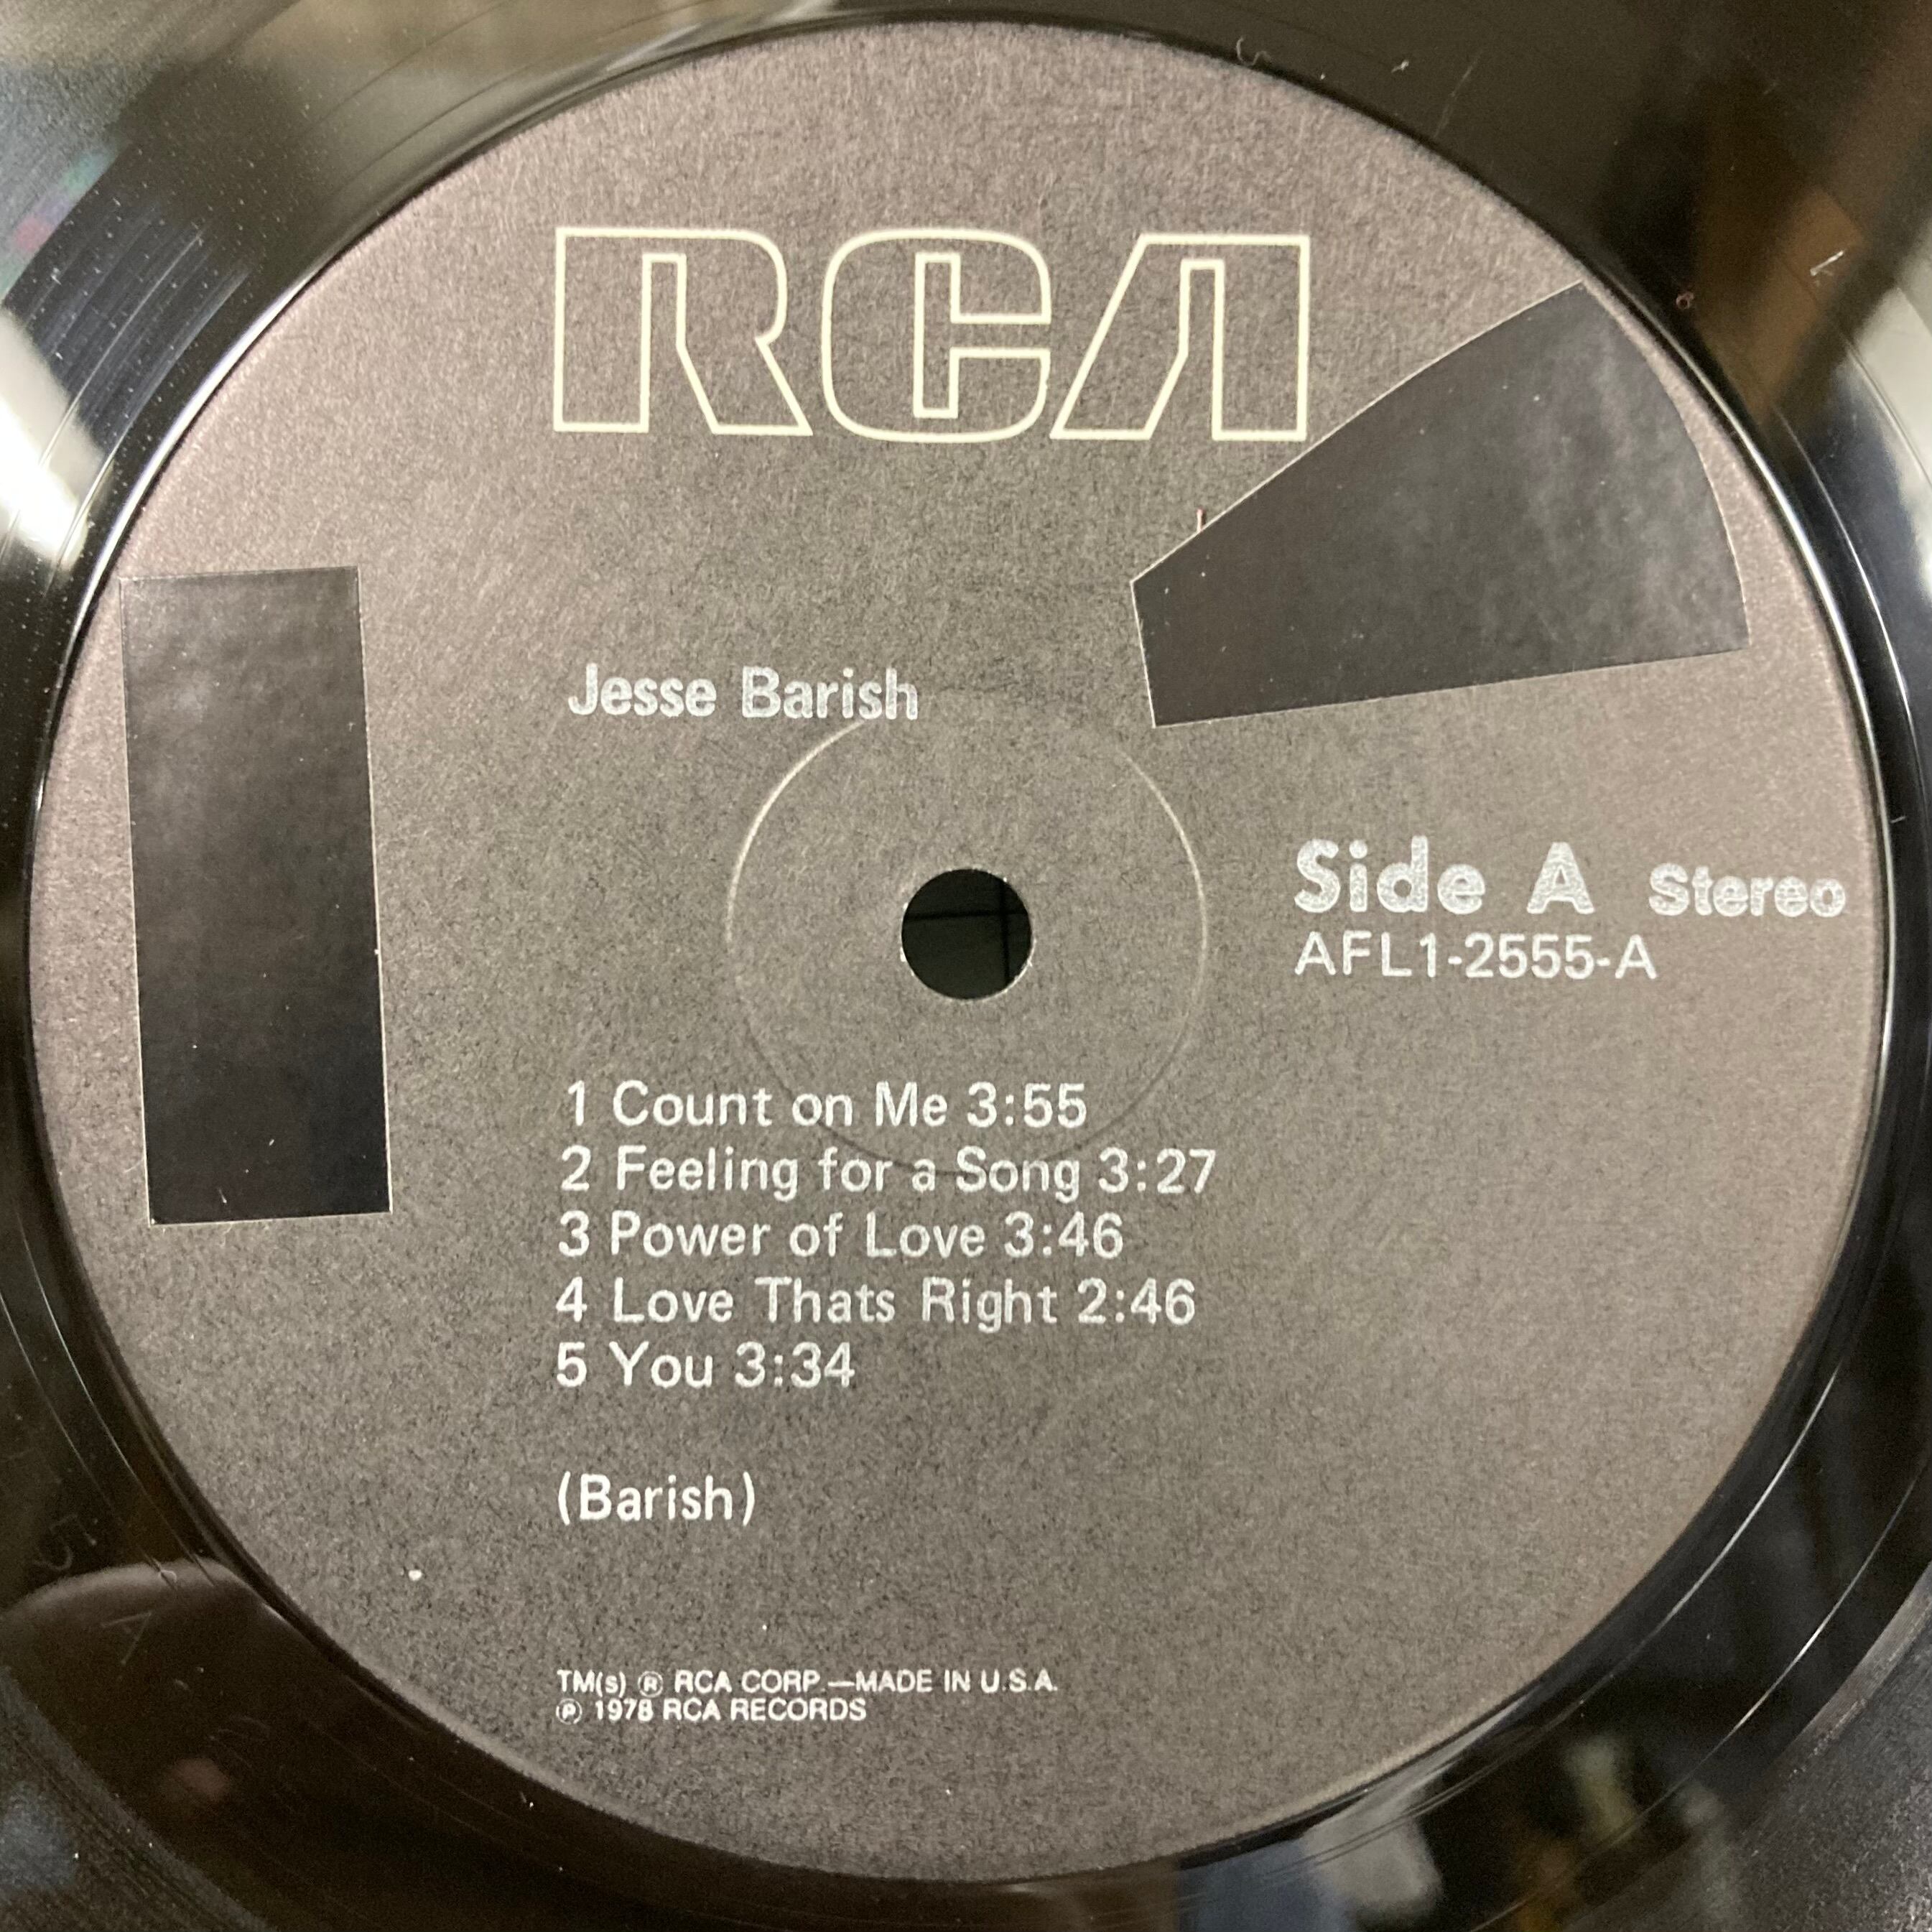 RCA
Jesse Barish
Side A Stereo
AFL1-2555-A
1 Count on Me 3:55
2 Feeling for a Song 3:27
3 Power of Love 3:46
4 Love Thats Right 2:46
5 You 3:34
(Barish)
TM(s) ® RCA CORP.—MADE IN U.S.A.
℗ 1978 RCA RECORDS